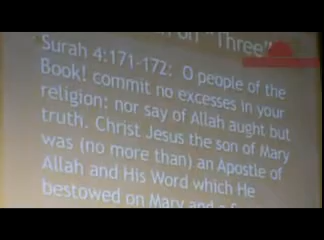 on "Three"
Surah 4:171-172: O people of the
Book! commit no excesses in your
religion: nor say of Allah aught but
truth. Christ Jesus the son of Mary
was (no more than) an Apostle of
Allah and His Word which He
bestowed on Mary and a